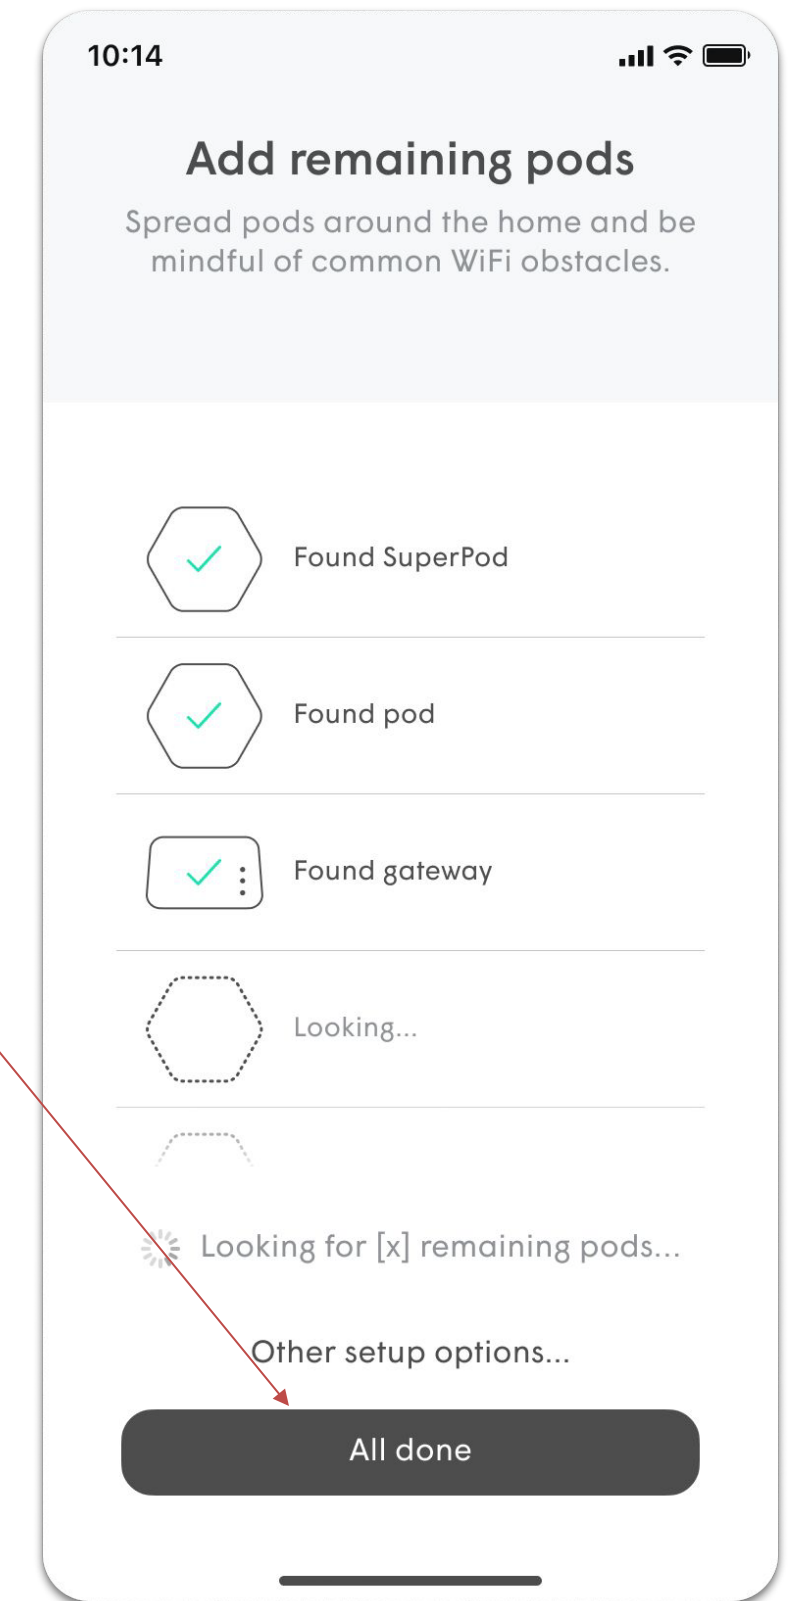 10:14
Add remaining pods
Spread pods around the home and be
mindful of common WiFi obstacles.
Found SuperPod
Found pod
Found gateway
Looking...
Looking for [x] remaining pods...
Other setup options...
All done